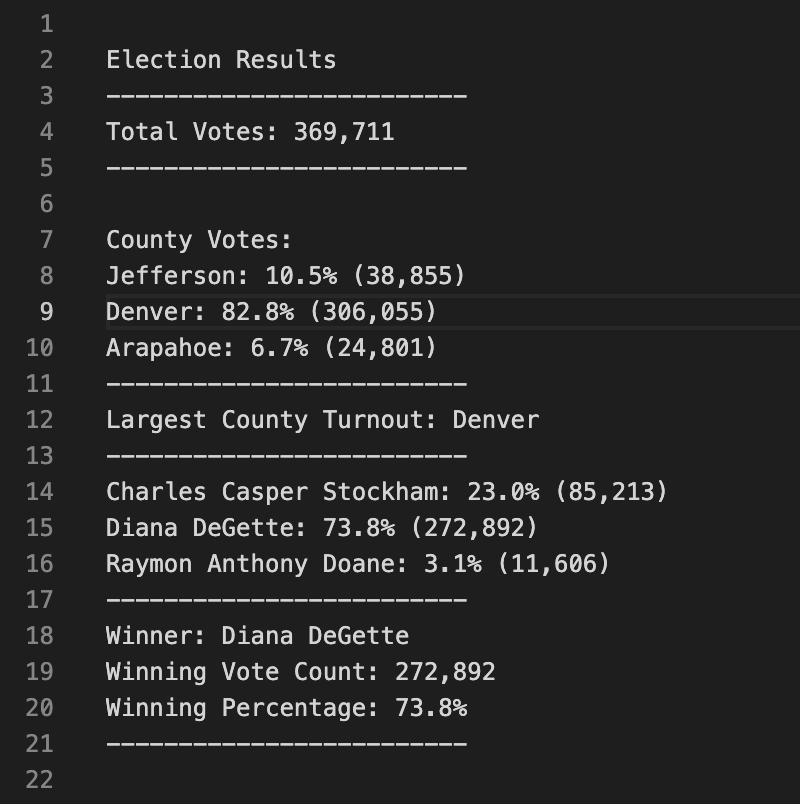 1
2 Election Results
3 -------------------------
4 Total Votes: 369,711
5 -------------------------
6
7 County Votes:
8 Jefferson: 10.5% (38,855)
9 Denver: 82.8% (306,055)
10 Arapahoe: 6.7% (24,801)
11 -------------------------
12 Largest County Turnout: Denver
13 -------------------------
14 Charles Casper Stockham: 23.0% (85,213)
15 Diana DeGette: 73.8% (272,892)
16 Raymon Anthony Doane: 3.1% (11,606)
17 -------------------------
18 Winner: Diana DeGette
19 Winning Vote Count: 272,892
20 Winning Percentage: 73.8%
21 -------------------------
22